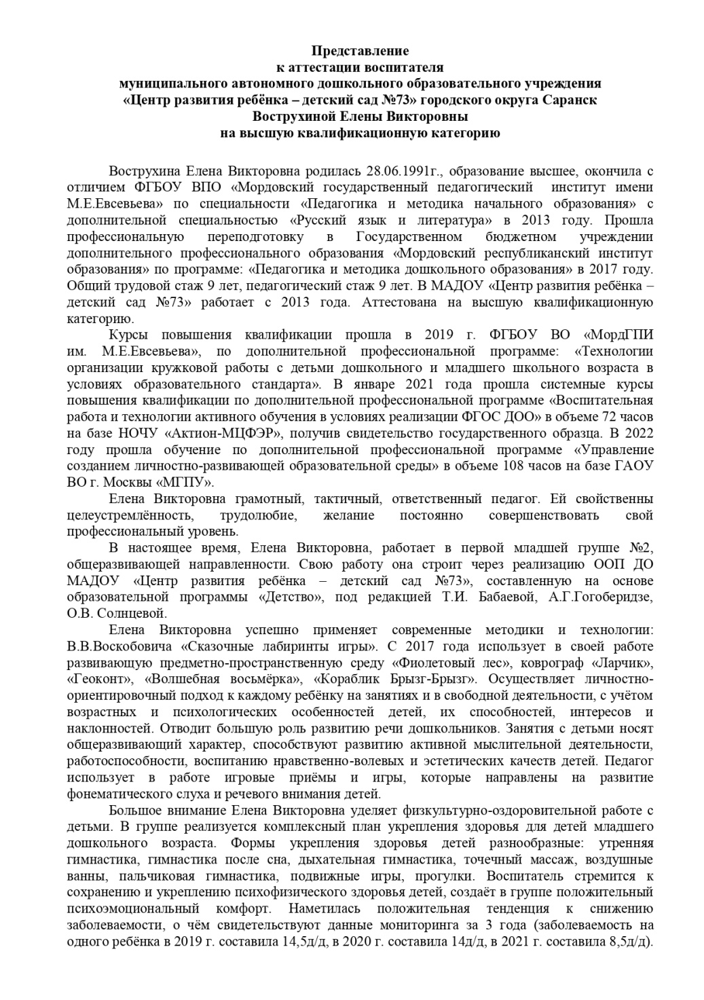 Представление
к аттестации воспитателя
муниципального автономного дошкольного образовательного учреждения
«Центр развития ребёнка – детский сад №73» городского округа Саранск
Вострухиной Елены Викторовны
на высшую квалификационную категорию
Вострухина Елена Викторовна родилась 28.06.1991г., образование высшее, окончила с
отличием ФГБОУ ВПО «Мордовский государственный педагогический институт имени
М.Е.Евсевьева» по специальности «Педагогика и методика начального образования» с
дополнительной специальностью «Русский язык и литература» в 2013 году. Прошла
профессиональную переподготовку в Государственном бюджетном учреждении
дополнительного профессионального образования «Мордовский республиканский институт
образования» по программе: «Педагогика и методика дошкольного образования» в 2017 году.
Общий трудовой стаж 9 лет, педагогический стаж 9 лет. В МАДОУ «Центр развития ребёнка –
детский сад №73» работает с 2013 года. Аттестована на высшую квалификационную
категорию.
Курсы повышения квалификации прошла в 2019 г. ФГБОУ ВО «МордГПИ
им. М.Е.Евсевьева», по дополнительной профессиональной программе: «Технологии
организации кружковой работы с детьми дошкольного и младшего школьного возраста в
условиях образовательного стандарта». В январе 2021 года прошла системные курсы
повышения квалификации по дополнительной профессиональной программе «Воспитательная
работа и технологии активного обучения в условиях реализации ФГОС ДОО» в объеме 72 часов
на базе НОЧУ «Актион-МЦФЭР», получив свидетельство государственного образца. В 2022
году прошла обучение по дополнительной профессиональной программе «Управление
созданием личностно-развивающей образовательной среды» в объеме 108 часов на базе ГАОУ
ВО г. Москвы «МГПУ».
Елена Викторовна грамотный, тактичный, ответственный педагог. Ей свойственны
целеустремлённость, трудолюбие, желание постоянно совершенствовать свой
профессиональный уровень.
В настоящее время, Елена Викторовна, работает в первой младшей группе №2,
общеразвивающей направленности. Свою работу она строит через реализацию ООП ДО
МАДОУ «Центр развития ребёнка – детский сад №73», составленную на основе
образовательной программы «Детство», под редакцией Т.И. Бабаевой, А.Г.Гогоберидзе,
О.В. Солнцевой.
Елена Викторовна успешно применяет современные методики и технологии:
В.В.Воскобовича «Сказочные лабиринты игры». С 2017 года использует в своей работе
развивающую предметно-пространственную среду «Фиолетовый лес», коврограф «Ларчик»,
«Геоконт», «Волшебная восьмёрка», «Кораблик Брызг-Брызг». Осуществляет личностно-
ориентировочный подход к каждому ребёнку на занятиях и в свободной деятельности, с учётом
возрастных и психологических особенностей детей, их способностей, интересов и
наклонностей. Отводит большую роль развитию речи дошкольников. Занятия с детьми носят
общеразвивающий характер, способствуют развитию активной мыслительной деятельности,
работоспособности, воспитанию нравственно-волевых и эстетических качеств детей. Педагог
использует в работе игровые приёмы и игры, которые направлены на развитие
фонематического слуха и речевого внимания детей.
Большое внимание Елена Викторовна уделяет физкультурно-оздоровительной работе с
детьми. В группе реализуется комплексный план укрепления здоровья для детей младшего
дошкольного возраста. Формы укрепления здоровья детей разнообразные: утренняя
гимнастика, гимнастика после сна, дыхательная гимнастика, точечный массаж, воздушные
ванны, пальчиковая гимнастика, подвижные игры, прогулки. Воспитатель стремится к
сохранению и укреплению психофизического здоровья детей, создаёт в группе положительный
психоэмоциональный комфорт. Наметилась положительная тенденция к снижению
заболеваемости, о чём свидетельствуют данные мониторинга за 3 года (заболеваемость на
одного ребёнка в 2019 г. составила 14,5д/д, в 2020 г. составила 14д/д, в 2021 г. составила 8,5д/д).